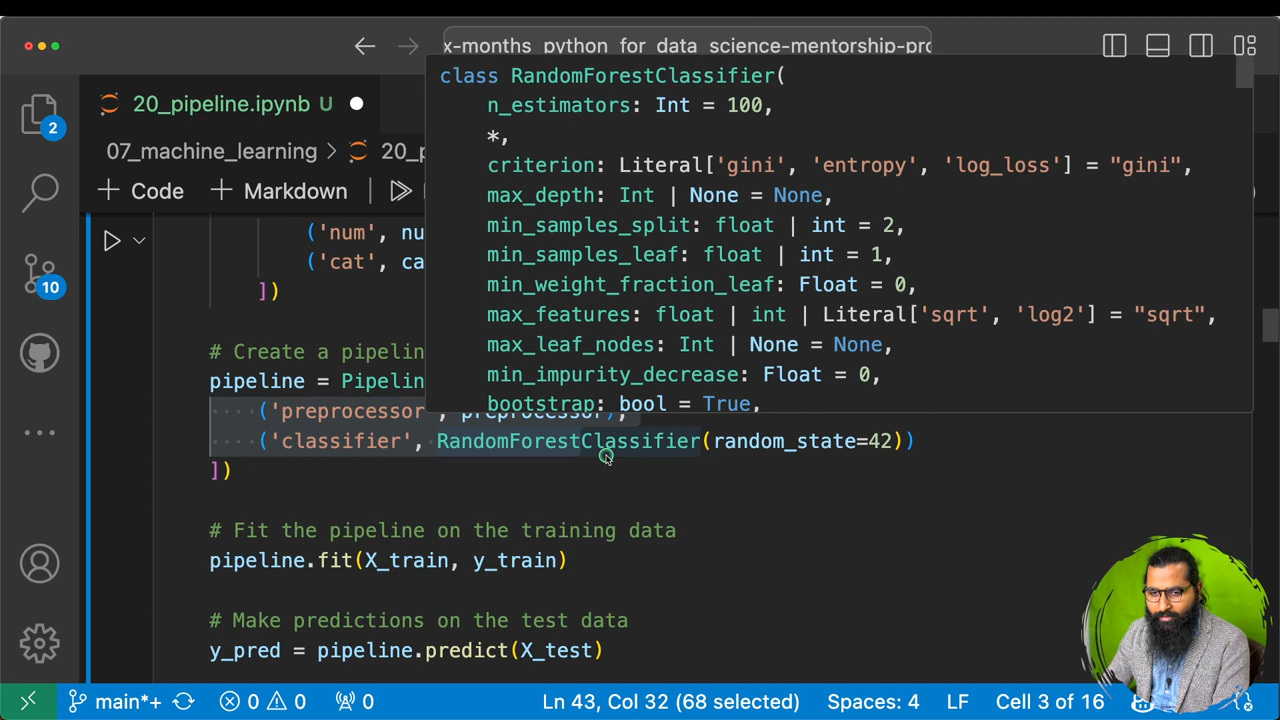 x-months_python_for_data_science-mentorship-pro
class RandomForestClassifier(
20_pipeline.ipynb U
n_estimators: Int = 100,
*,
07_machine_learning > 20_p
criterion: Literal['gini', 'entropy', 'log_loss'] = "gini",
+ Code + Markdown
max_depth: Int | None = None,
min_samples_split: float | int = 2,
min_samples_leaf: float | int = 1,
min_weight_fraction_leaf: Float = 0,
max_features: float | int | Literal['sqrt', 'log2'] = "sqrt",
max_leaf_nodes: Int | None = None,
min_impurity_decrease: Float = 0,
bootstrap: bool = True,
2
10
('num', nu
('cat', ca
])
# Create a pipelin
pipeline = Pipelin
('preprocessor', preprocessor),
('classifier', RandomForestClassifier(random_state=42))
])
# Fit the pipeline on the training data
pipeline.fit(X_train, y_train)
# Make predictions on the test data
y_pred = pipeline.predict(X_test)
main*+ 0 0 0 Ln 43, Col 32 (68 selected) Spaces: 4 LF Cell 3 of 16